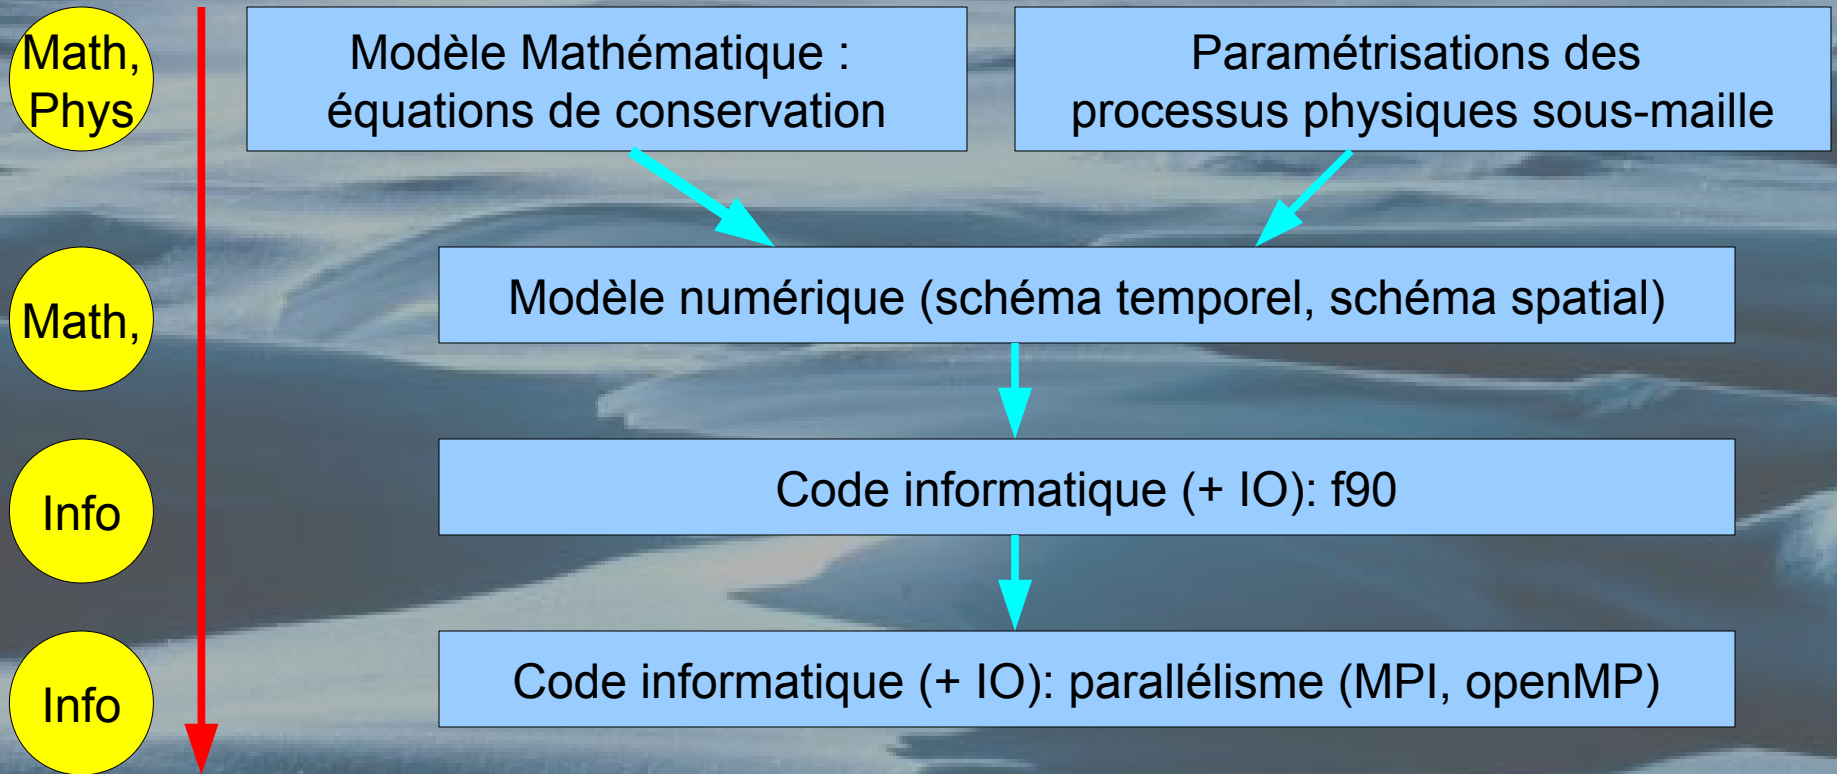 Math,
Phys
Modèle Mathématique :
équations de conservation
Paramétrisations des
processus physiques sous-maille
Math,
Modèle numérique (schéma temporel, schéma spatial)
Info
Code informatique (+ IO): f90
Info
Code informatique (+ IO): parallélisme (MPI, openMP)